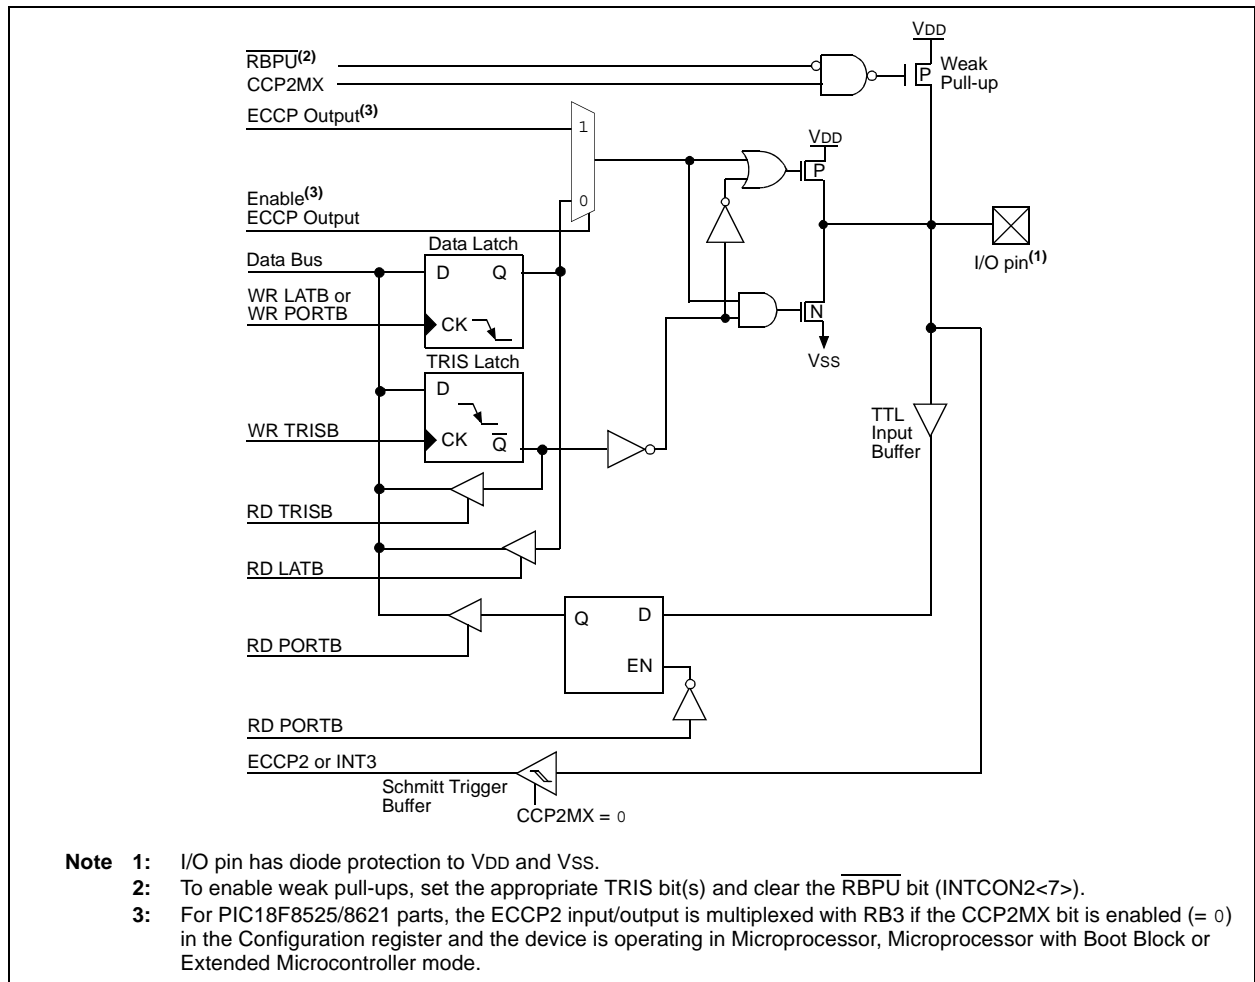 VDD
RBPU(2)
Weak
Pull-up
P
CCP2MX
ECCP Output(3)
1
VDD
P
Enable(3)
ECCP Output
0
I/O pin(1)
Data Latch
Data Bus
D Q
WR LATB or
WR PORTB
CK
N
VSS
TRIS Latch
D
TTL
Input
Buffer
WR TRISB
CK Q
RD TRISB
RD LATB
Q D
RD PORTB
EN
RD PORTB
ECCP2 or INT3
Schmitt Trigger
Buffer
CCP2MX = 0
Note 1: I/O pin has diode protection to VDD and VSS.
2: To enable weak pull-ups, set the appropriate TRIS bit(s) and clear the RBPU bit (INTCON2<7>).
3: For PIC18F8525/8621 parts, the ECCP2 input/output is multiplexed with RB3 if the CCP2MX bit is enabled (= 0)
in the Configuration register and the device is operating in Microprocessor, Microprocessor with Boot Block or
Extended Microcontroller mode.